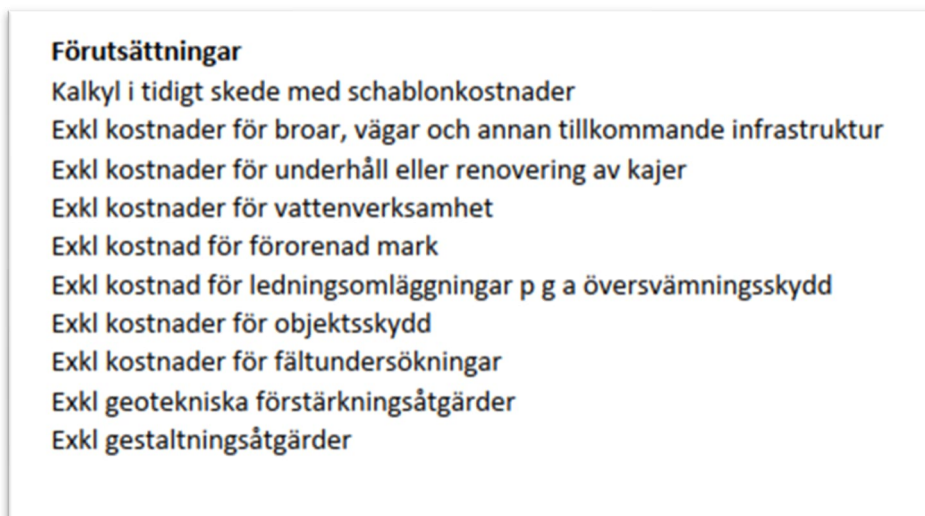 Förutsättningar
Kalkyl i tidigt skede med schablonkostnader
Exkl kostnader för broar, vägar och annan tillkommande infrastruktur
Exkl kostnader för underhåll eller renovering av kajer
Exkl kostnader för vattenverksamhet
Exkl kostnad för förorenad mark
Exkl kostnad för ledningsomläggningar p g a översvämningsskydd
Exkl kostnader för objektsskydd
Exkl kostnader för fältundersökningar
Exkl geotekniska förstärkningsåtgärder
Exkl gestaltningsåtgärder